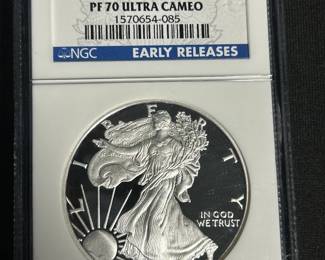 PF 70 ULTRA CAMEO
1570654-085
NGC EARLY RELEASES
LIBERTY
IN GOD
WE TRUST